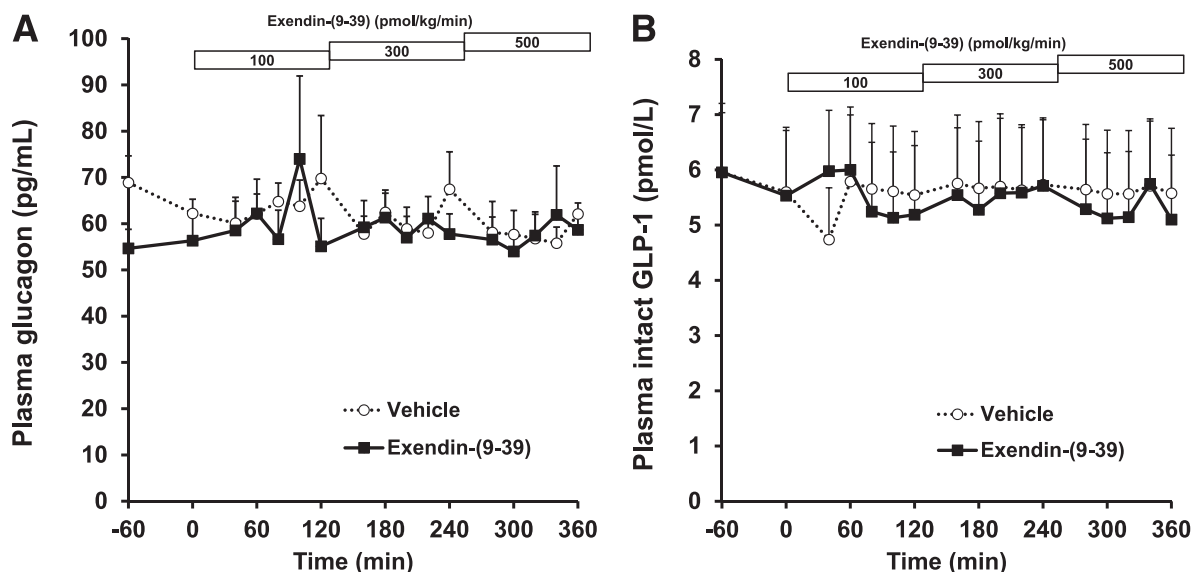 A
Exendin-(9-39) (pmol/kg/min)
100
300
500
Plasma glucagon (pg/mL)
100
90
80
70
60
50
40
30
20
10
0
Vehicle
Exendin-(9-39)
-60 0 60 120 180 240 300 360
Time (min)
B
Exendin-(9-39) (pmol/kg/min)
100
300
500
Plasma intact GLP-1 (pmol/L)
8
7
6
5
4
3
2
1
0
Vehicle
Exendin-(9-39)
-60 0 60 120 180 240 300 360
Time (min)